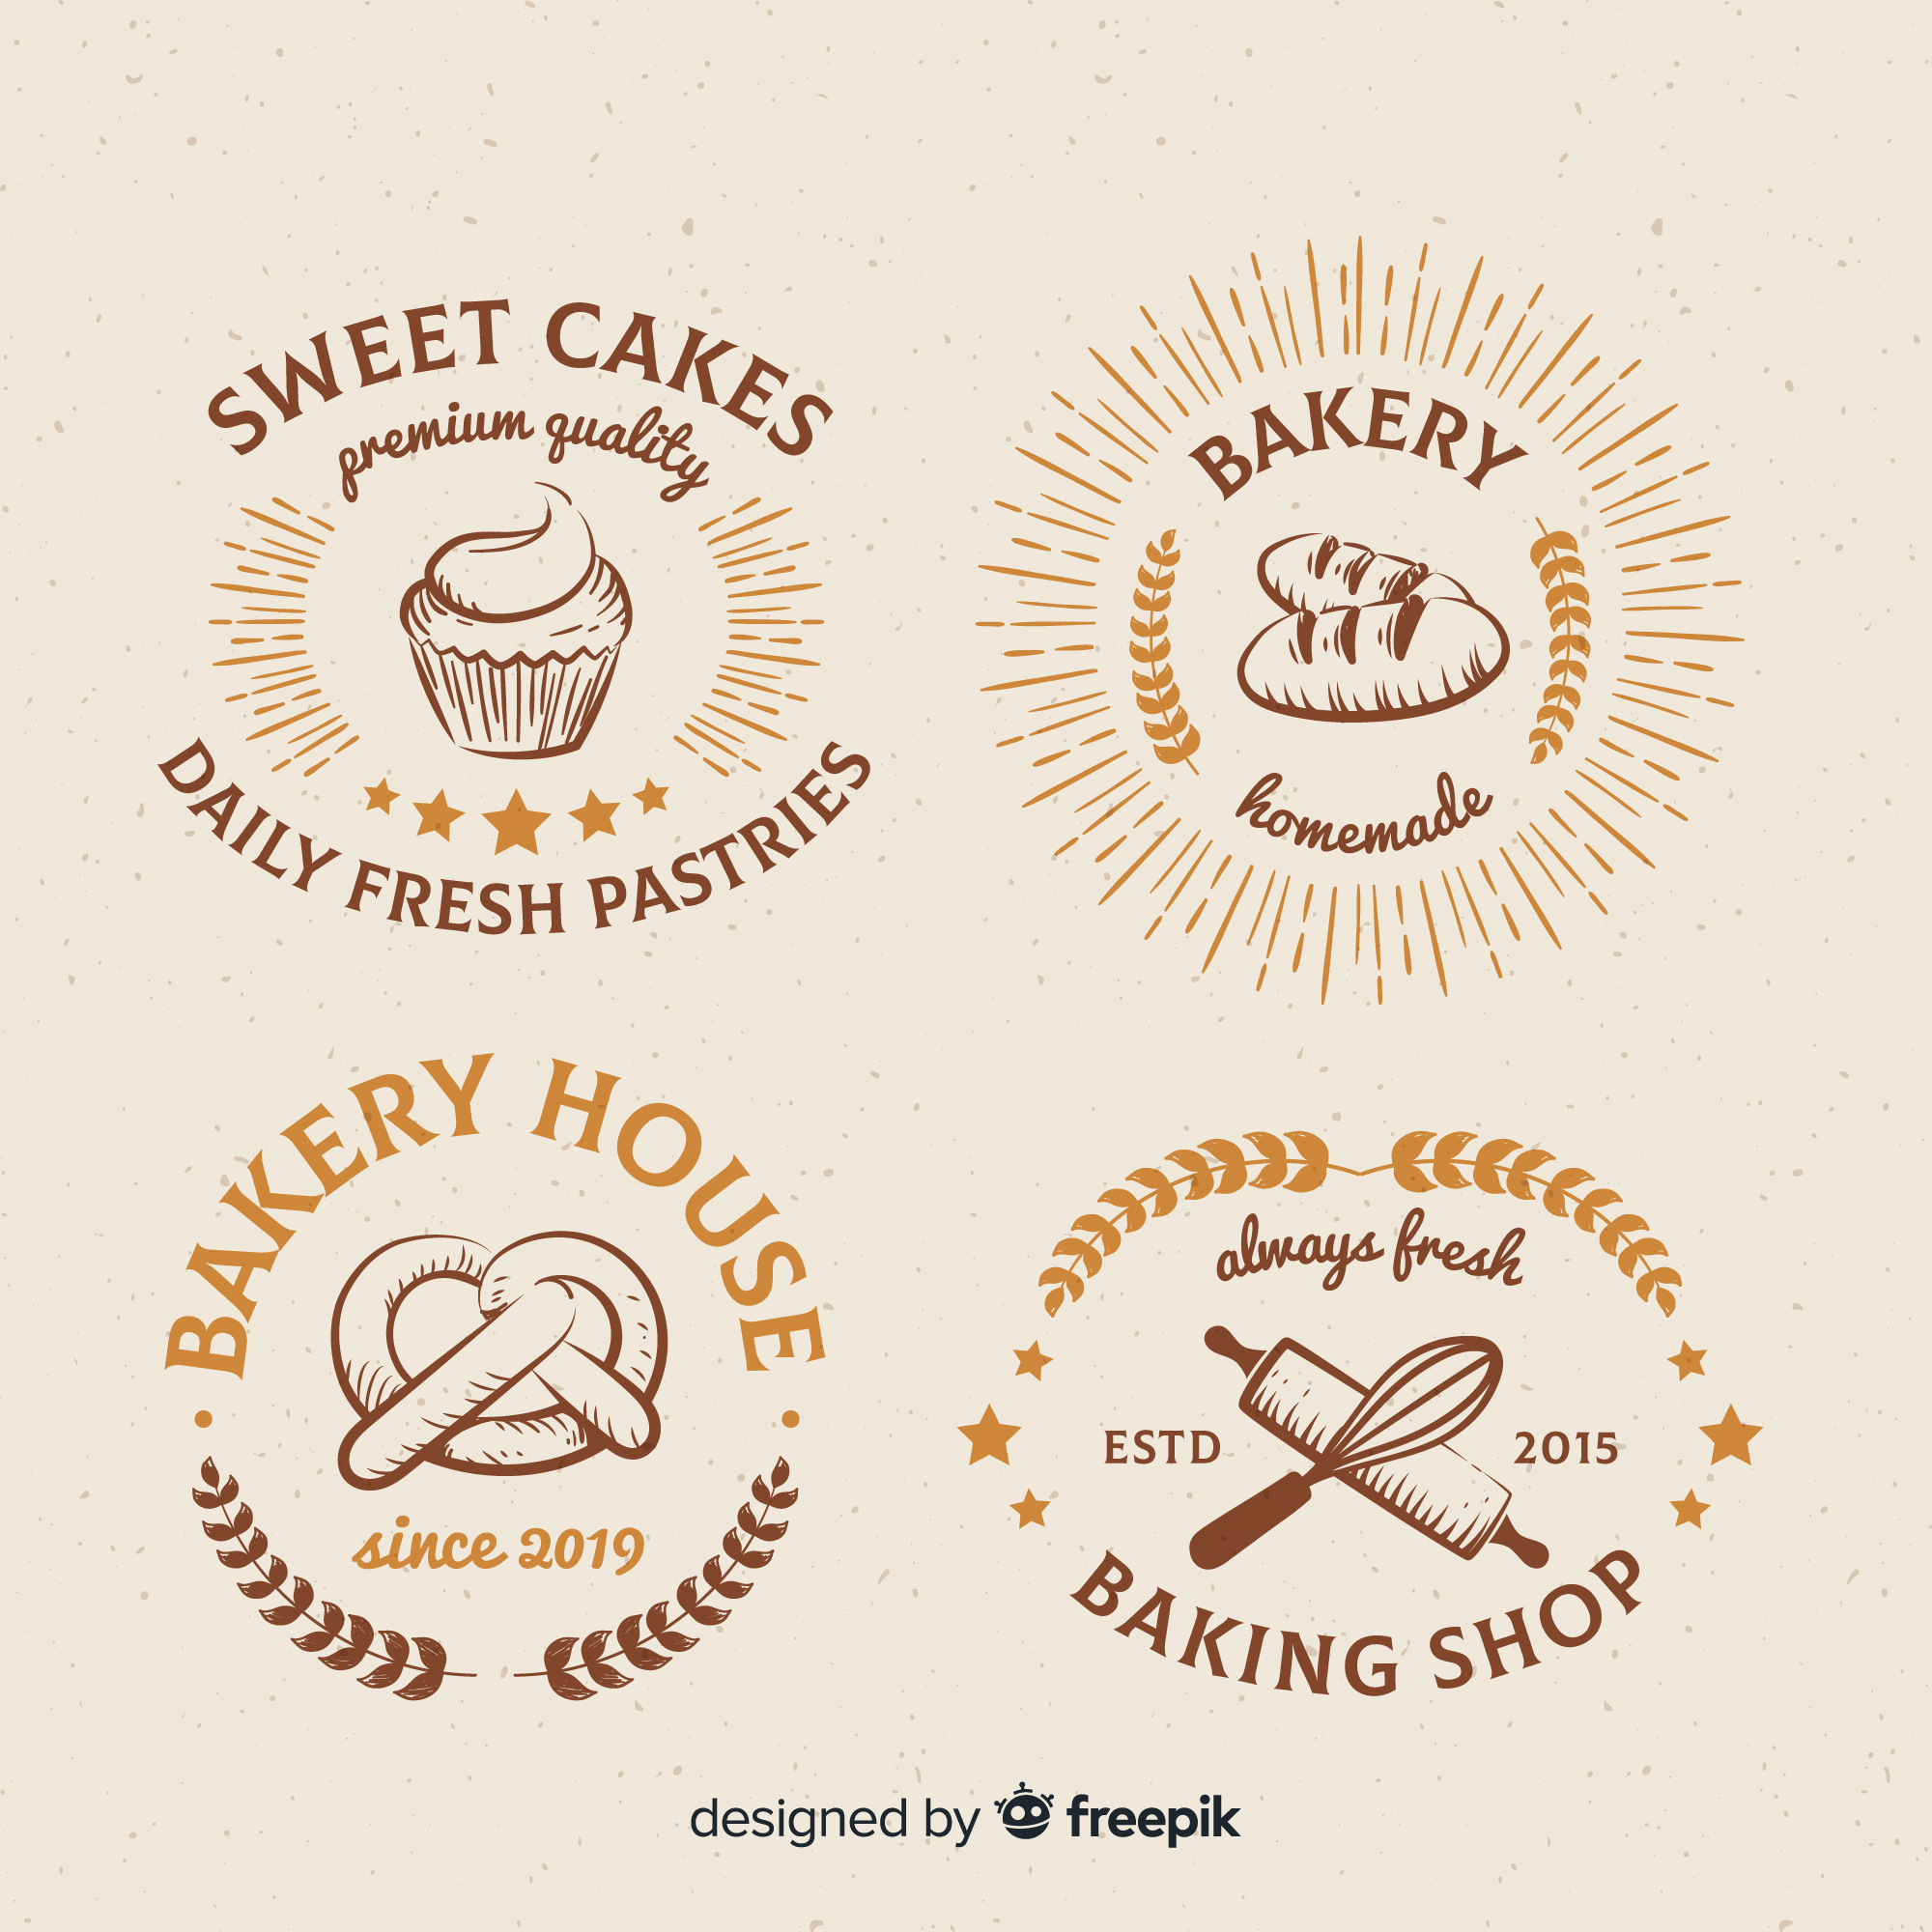 SWEET CAKES
premium quality
DAILY FRESH PASTRIES
BAKERY
homemade
BAKERY HOUSE
since 2019
always fresh
ESTD 2015
BAKING SHOP
designed by freepik